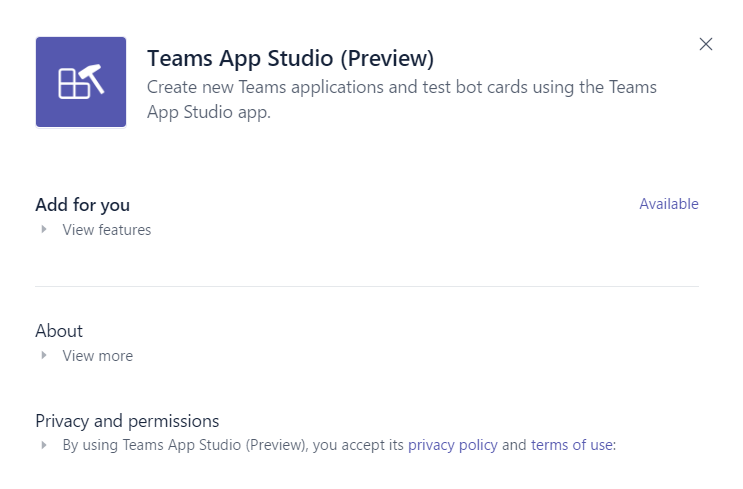 Teams App Studio (Preview)
Create new Teams applications and test bot cards using the Teams
App Studio app.
Add for you
Available
View features
About
View more
Privacy and permissions
By using Teams App Studio (Preview), you accept its privacy policy and terms of use: